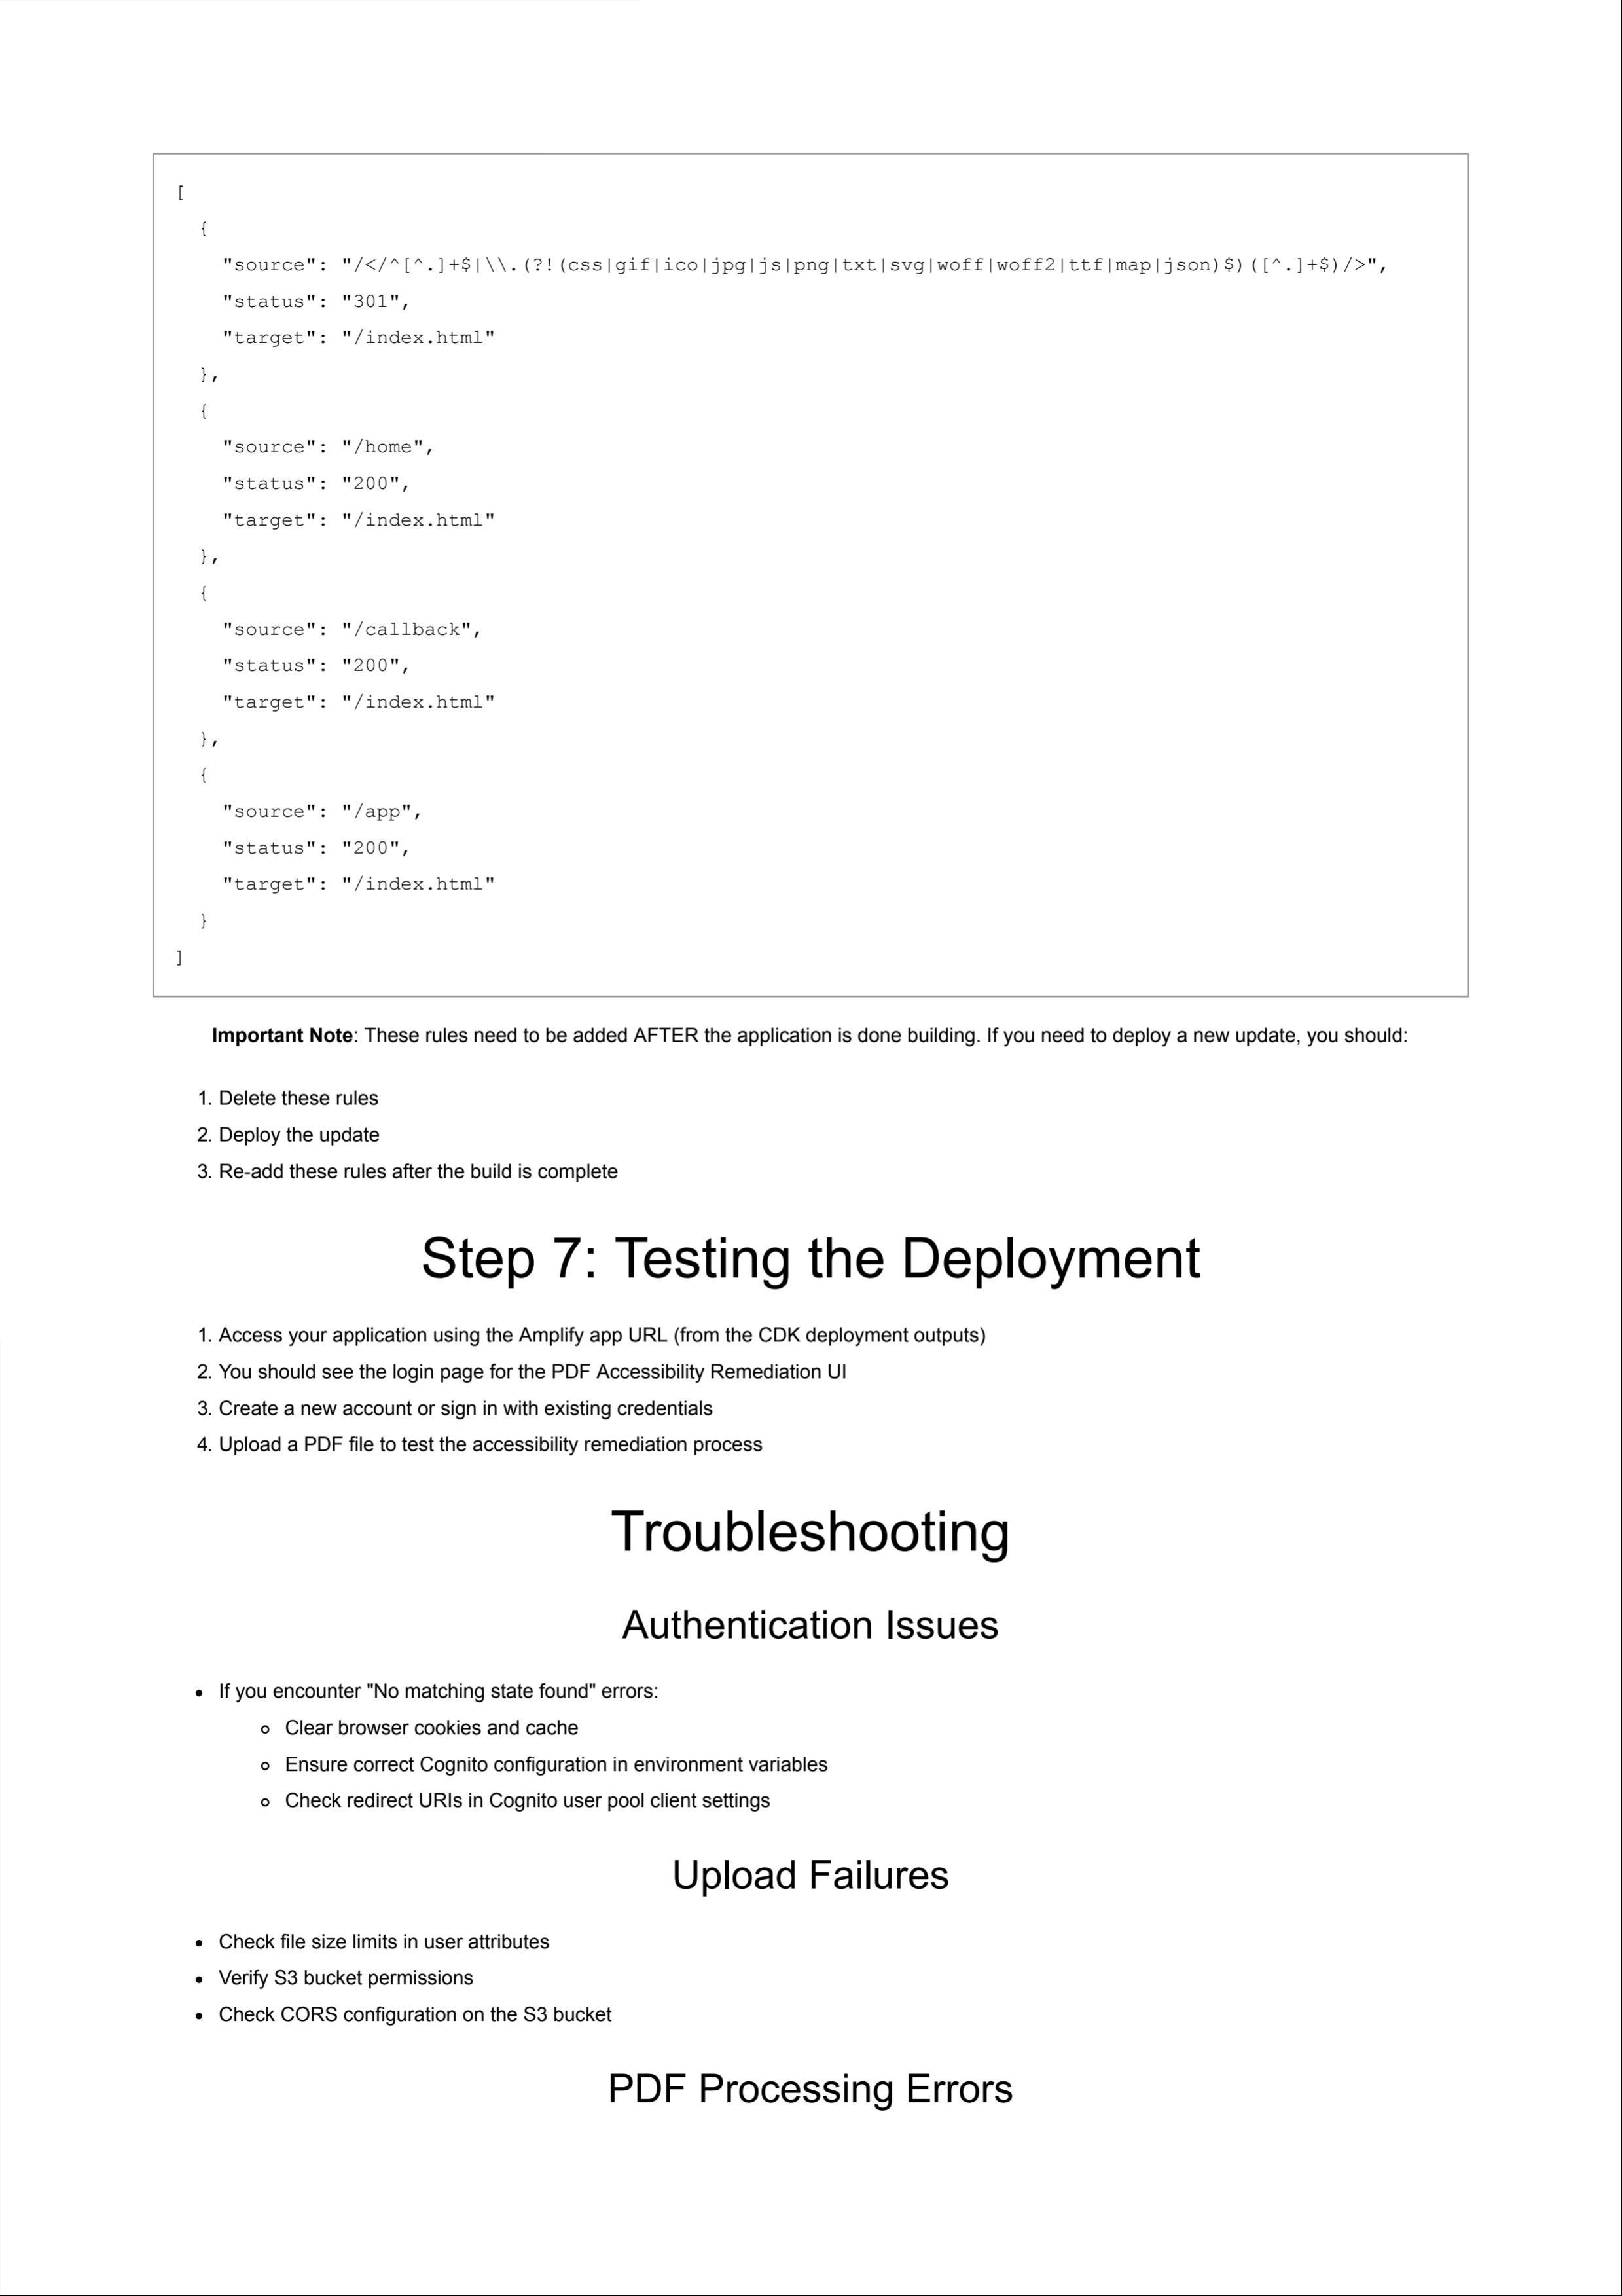 [
  {
    "source": "/</^[^.]+$|\\.(?!(css|gif|ico|jpg|js|png|txt|svg|woff|woff2|ttf|map|json)$)([^.]+$)/>",
    "status": "301",
    "target": "/index.html"
  },
  {
    "source": "/home",
    "status": "200",
    "target": "/index.html"
  },
  {
    "source": "/callback",
    "status": "200",
    "target": "/index.html"
  },
  {
    "source": "/app",
    "status": "200",
    "target": "/index.html"
  }
]
Important Note: These rules need to be added AFTER the application is done building. If you need to deploy a new update, you should:
1. Delete these rules
2. Deploy the update
3. Re-add these rules after the build is complete
Step 7: Testing the Deployment
1. Access your application using the Amplify app URL (from the CDK deployment outputs)
2. You should see the login page for the PDF Accessibility Remediation UI
3. Create a new account or sign in with existing credentials
4. Upload a PDF file to test the accessibility remediation process
Troubleshooting
Authentication Issues
• If you encounter "No matching state found" errors:
◦ Clear browser cookies and cache
◦ Ensure correct Cognito configuration in environment variables
◦ Check redirect URIs in Cognito user pool client settings
Upload Failures
• Check file size limits in user attributes
• Verify S3 bucket permissions
• Check CORS configuration on the S3 bucket
PDF Processing Errors